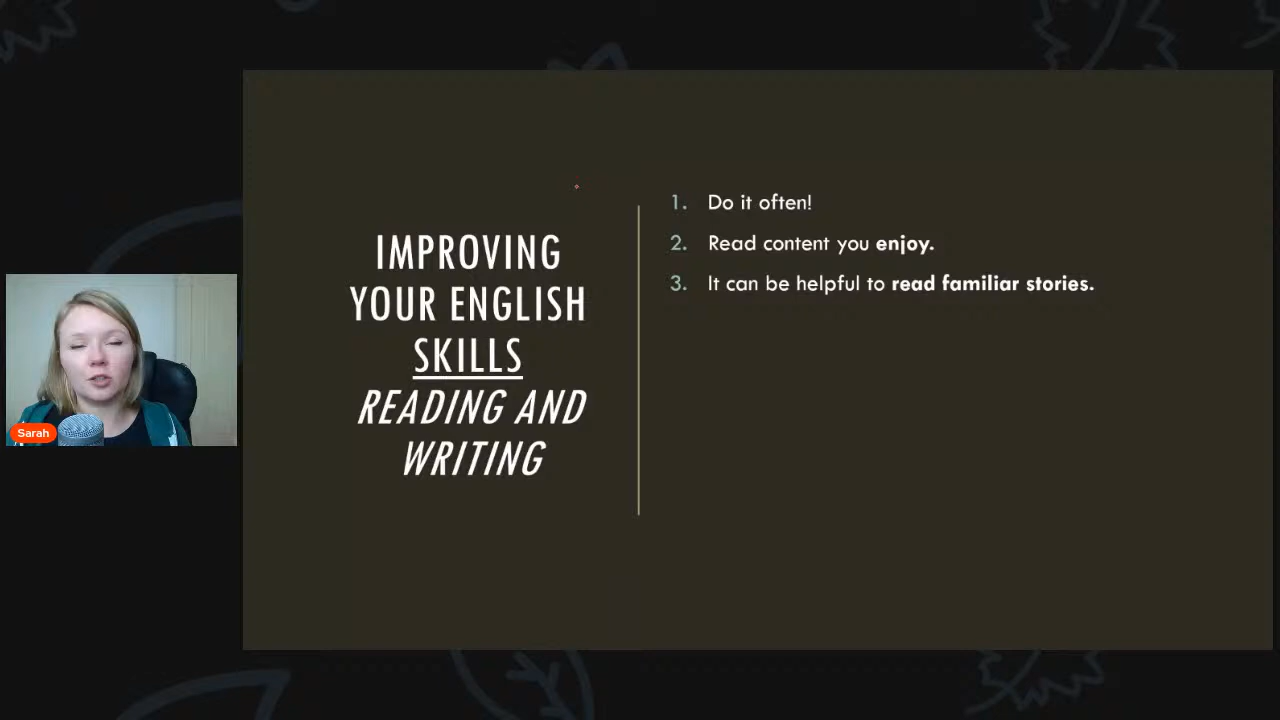 IMPROVING
YOUR ENGLISH
SKILLS
READING AND
WRITING
1. Do it often!
2. Read content you enjoy.
3. It can be helpful to read familiar stories.
Sarah